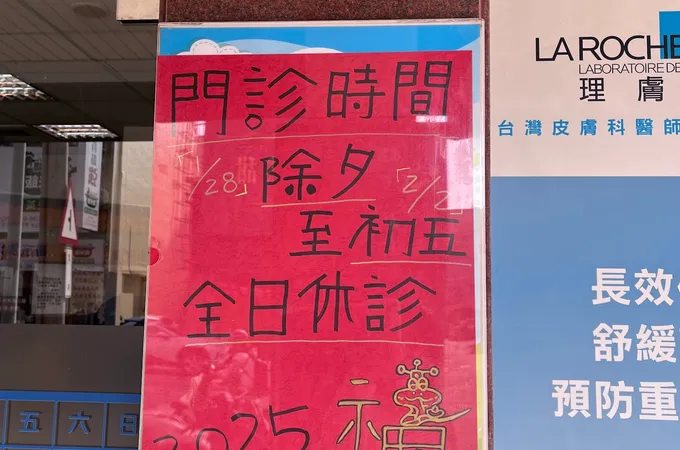 門診時間
「1/28」除夕「2/2」
至初五
全日休診
2025 福
LA ROCHE
LABORATOIRE DE
理膚
台灣皮膚科醫師
長效
舒緩
預防重
五六日